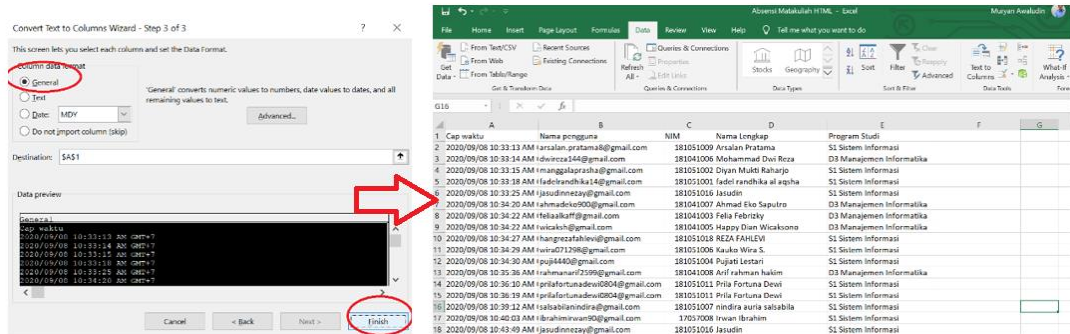 Convert Text to Columns Wizard - Step 3 of 3
? ×
This screen lets you select each column and set the Data Format.
Column data format
General
Text
Date: MDY
Do not import column (skip)
'General' converts numeric values to numbers, date values to dates, and all
remaining values to text.
Advanced...
Destination: $A$1
Data preview
General
Cap waktu
2020/09/08 10:33:13 AM GMT+7
2020/09/08 10:33:14 AM GMT+7
2020/09/08 10:33:15 AM GMT+7
2020/09/08 10:33:18 AM GMT+7
2020/09/08 10:33:25 AM GMT+7
2020/09/08 10:34:20 AM GMT+7
Cancel < Back Next > Finish
Absensi Matakuliah HTML - Excel Muryan Awaludin
File Home Insert Page Layout Formulas Data Review View Help Tell me what you want to do
Get Data
From Text/CSV
From Web
From Table/Range
Recent Sources
Existing Connections
Get & Transform Data
Refresh All
Queries & Connections
Properties
Edit Links
Queries & Connections
Stocks Geography
Data Types
Sort Filter
Clear
Reapply
Advanced
Sort & Filter
Text to Columns
Data Tools
What-If Analysis
Fore
G16 fx
A B C D E F G
1 Cap waktu Nama pengguna NIM Nama Lengkap Program Studi
2 2020/09/08 10:33:13 AM arsalan.pratama8@gmail.com 181051009 Arsalan Pratama S1 Sistem Informasi
3 2020/09/08 10:33:14 AM dwireza144@gmail.com 181041006 Mohammad Dwi Reza D3 Manajemen Informatika
4 2020/09/08 10:33:15 AM manggalaprasha@gmail.com 181051002 Diyan Mukti Raharjo S1 Sistem Informasi
5 2020/09/08 10:33:18 AM fadelrandhika14@gmail.com 181051001 fadel randhika al aqsha S1 Sistem Informasi
6 2020/09/08 10:33:25 AM jasudinnezay@gmail.com 181051016 Jasudin S1 Sistem Informasi
7 2020/09/08 10:34:20 AM ahmadeko900@gmail.com 181041007 Ahmad Eko Saputro D3 Manajemen Informatika
8 2020/09/08 10:34:22 AM feliaalkaff@gmail.com 181041003 Felia Febrizky D3 Manajemen Informatika
9 2020/09/08 10:34:22 AM wicaksh@gmail.com 181041005 Happy Dian Wicaksono D3 Manajemen Informatika
10 2020/09/08 10:34:27 AM hangrezafahlevi@gmail.com 181051018 REZA FAHLEVI S1 Sistem Informasi
11 2020/09/08 10:34:29 AM wira071298@gmail.com 181051006 Kauko Wira S. S1 Sistem Informasi
12 2020/09/08 10:34:30 AM puji4440@gmail.com 181051004 Pujiati Lestari S1 Sistem Informasi
13 2020/09/08 10:35:36 AM rahmanarif2599@gmail.com 181041008 Arif rahman hakim D3 Manajemen Informatika
14 2020/09/08 10:36:10 AM prilafortunadewi0804@gmail.com 181051011 Prila Fortuna Dewi S1 Sistem Informasi
15 2020/09/08 10:36:19 AM prilafortunadewi0804@gmail.com 181051011 Prila Fortuna Dewi S1 Sistem Informasi
16 2020/09/08 10:39:12 AM salsabilanindira@gmail.com 181051007 nindira auria salsabila S1 Sistem Informasi
17 2020/09/08 10:40:03 AM ibrahimirwan90@gmail.com 17057008 Irwan Ibrahim S1 Sistem Informasi
18 2020/09/08 10:43:49 AM jasudinnezay@gmail.com 181051016 Jasudin S1 Sistem Informasi